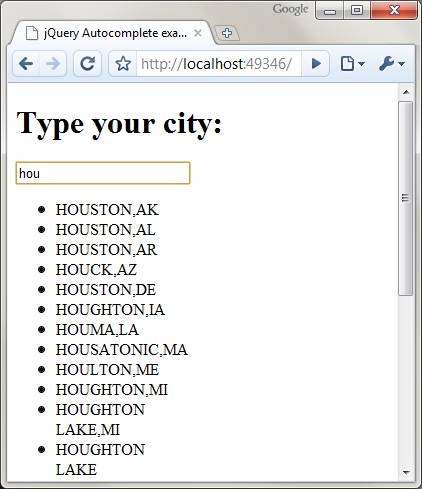 Google
jQuery Autocomplete exa...
http://localhost:49346/
Type your city:
hou
HOUSTON,AK
HOUSTON,AL
HOUSTON,AR
HOUCK,AZ
HOUSTON,DE
HOUGHTON,IA
HOUMA,LA
HOUSATONIC,MA
HOULTON,ME
HOUGHTON,MI
HOUGHTON
LAKE,MI
HOUGHTON
LAKE